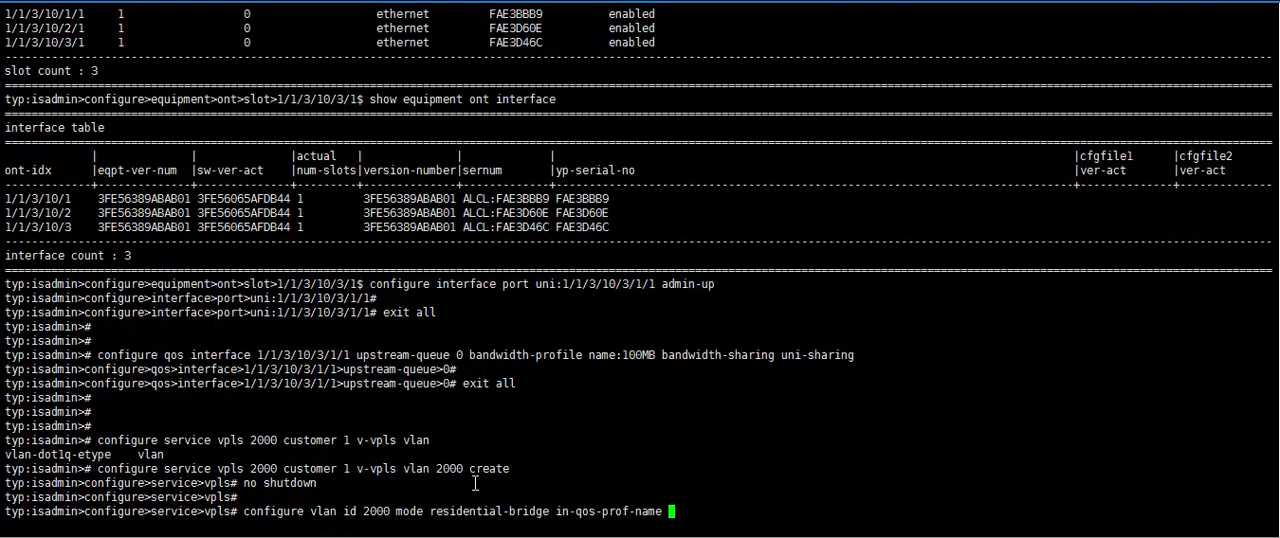 1/1/3/10/1/1 1 0 ethernet FAE3BBB9 enabled
1/1/3/10/2/1 1 0 ethernet FAE3D60E enabled
1/1/3/10/3/1 1 0 ethernet FAE3D46C enabled
slot count : 3
typ:isadmin>configure>equipment>ont>slot>1/1/3/10/3/1$ show equipment ont interface
interface table
| | |actual | | | |cfgfile1 |cfgfile2
ont-idx |eqpt-ver-num |sw-ver-act |num-slots|version-number|sernum |yp-serial-no |ver-act |ver-act
1/1/3/10/1 3FE56389ABAB01 3FE56065AFDB44 1 3FE56389ABAB01 ALCL:FAE3BBB9 FAE3BBB9
1/1/3/10/2 3FE56389ABAB01 3FE56065AFDB44 1 3FE56389ABAB01 ALCL:FAE3D60E FAE3D60E
1/1/3/10/3 3FE56389ABAB01 3FE56065AFDB44 1 3FE56389ABAB01 ALCL:FAE3D46C FAE3D46C
interface count : 3
typ:isadmin>configure>equipment>ont>slot>1/1/3/10/3/1$ configure interface port uni:1/1/3/10/3/1/1 admin-up
typ:isadmin>configure>interface>port>uni:1/1/3/10/3/1/1#
typ:isadmin>configure>interface>port>uni:1/1/3/10/3/1/1# exit all
typ:isadmin>#
typ:isadmin>#
typ:isadmin># configure qos interface 1/1/3/10/3/1/1 upstream-queue 0 bandwidth-profile name:100MB bandwidth-sharing uni-sharing
typ:isadmin>configure>qos>interface>1/1/3/10/3/1/1>upstream-queue>0#
typ:isadmin>configure>qos>interface>1/1/3/10/3/1/1>upstream-queue>0# exit all
typ:isadmin>#
typ:isadmin>#
typ:isadmin>#
typ:isadmin># configure service vpls 2000 customer 1 v-vpls vlan
vlan-dot1q-etype vlan
typ:isadmin># configure service vpls 2000 customer 1 v-vpls vlan 2000 create
typ:isadmin>configure>service>vpls# no shutdown
typ:isadmin>configure>service>vpls#
typ:isadmin>configure>service>vpls# configure vlan id 2000 mode residential-bridge in-qos-prof-name